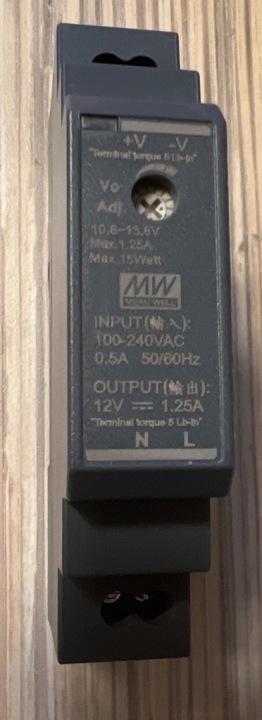 +V -V
"Terminal torque 5 Lb-In"
Vo
Adj.
10.8~13.8V
Max.1.25A
Max.15Watt
MW
MEAN WELL
INPUT(輸入):
100-240VAC
0.5A 50/60Hz
OUTPUT(輸出):
12V ⎓ 1.25A
"Terminal torque 5 Lb-In"
N L